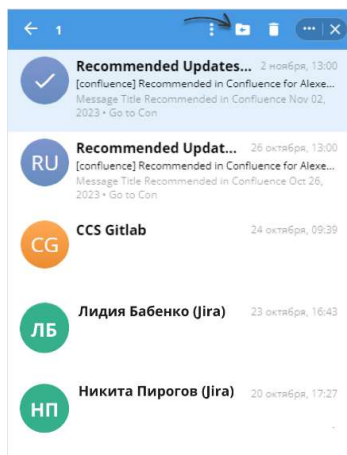 1
Recommended Updates... 2 ноября, 13:00
[confluence] Recommended in Confluence for Alexe...
Message Title Recommended in Confluence Nov 02,
2023 • Go to Con
RU
Recommended Updat... 26 октября, 13:00
[confluence] Recommended in Confluence for Alexe...
Message Title Recommended in Confluence Oct 26,
2023 • Go to Con
CG
CCS Gitlab 24 октября, 09:39
ЛБ
Лидия Бабенко (Jira) 23 октября, 16:43
НП
Никита Пирогов (Jira) 20 октября, 17:27